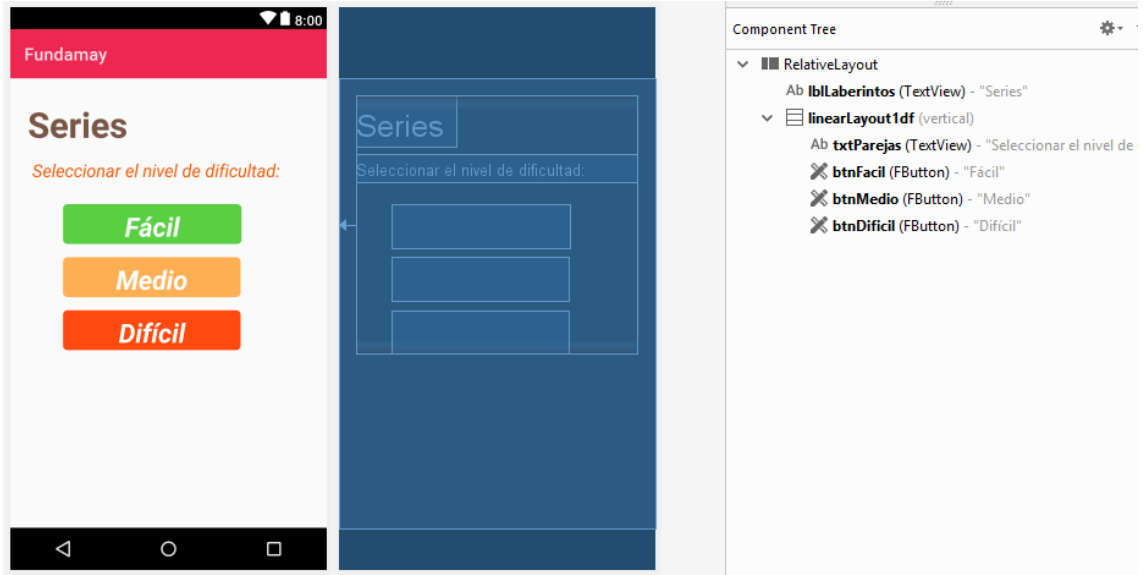 8:00
Fundamay
Series
Seleccionar el nivel de dificultad:
Fácil
Medio
Difícil
Series
Seleccionar el nivel de dificultad:
Component Tree
RelativeLayout
Ab lblLaberintos (TextView) - "Series"
linearLayout1df (vertical)
Ab txtParejas (TextView) - "Seleccionar el nivel de
btnFacil (FButton) - "Fácil"
btnMedio (FButton) - "Medio"
btnDificil (FButton) - "Difícil"